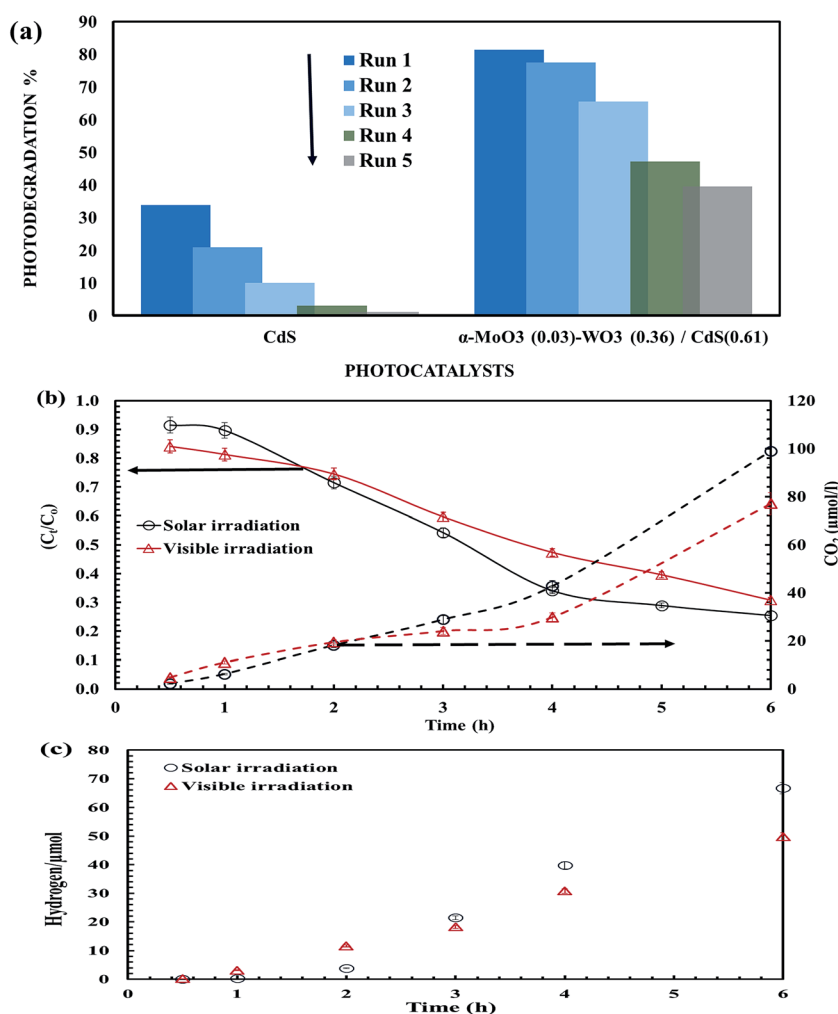 (a)
90
80
70
60
50
40
30
20
10
0
PHOTODEGRADATION %
Run 1
Run 2
Run 3
Run 4
Run 5
CdS
α-MoO3 (0.03)-WO3 (0.36) / CdS(0.61)
PHOTOCATALYSTS
(b)
1.0
0.9
0.8
0.7
0.6
0.5
0.4
0.3
0.2
0.1
0.0
(Ct/Co)
Solar irradiation
Visible irradiation
120
100
80
60
40
20
0
CO2 (μmol/l)
0 1 2 3 4 5 6
Time (h)
(c)
80
70
60
50
40
30
20
10
0
Hydrogen/μmol
Solar irradiation
Visible irradiation
0 1 2 3 4 5 6
Time (h)